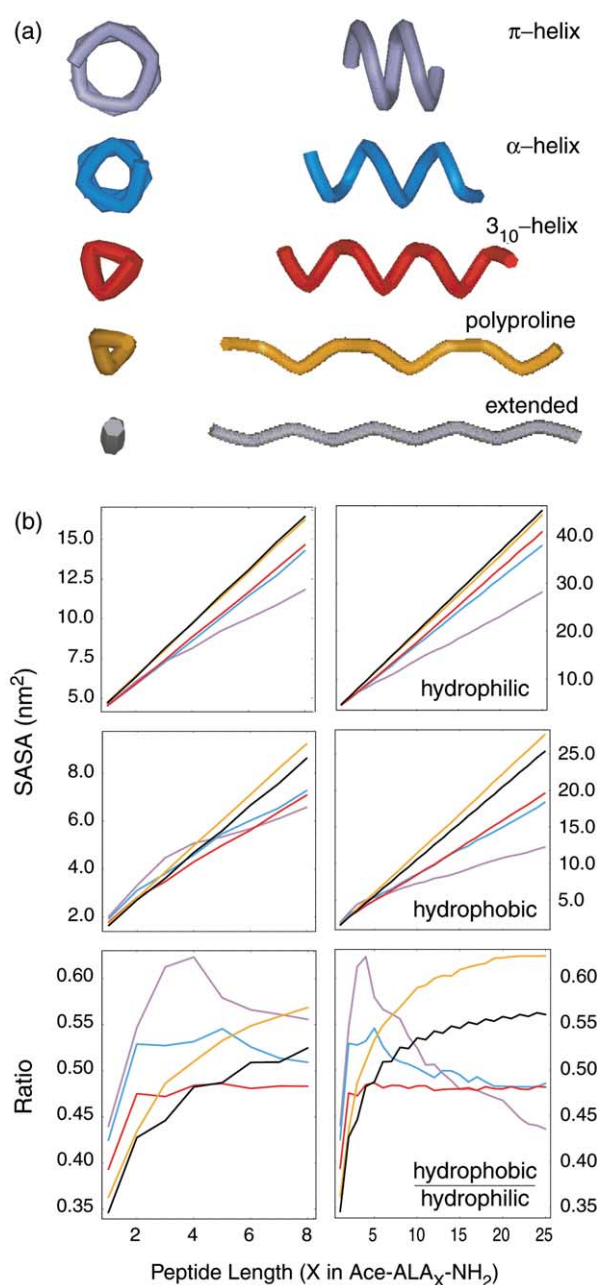 (a)
π–helix
α–helix
3₁₀–helix
polyproline
extended
(b)
SASA (nm²)
15.0
12.5
10.0
7.5
5.0
40.0
30.0
20.0
10.0
hydrophilic
8.0
6.0
4.0
2.0
25.0
20.0
15.0
10.0
5.0
hydrophobic
Ratio
0.60
0.55
0.50
0.45
0.40
0.35
0.60
0.55
0.50
0.45
0.40
0.35
hydrophobic
hydrophilic
2 4 6 8
5 10 15 20 25
Peptide Length (X in Ace-ALAₓ-NH₂)